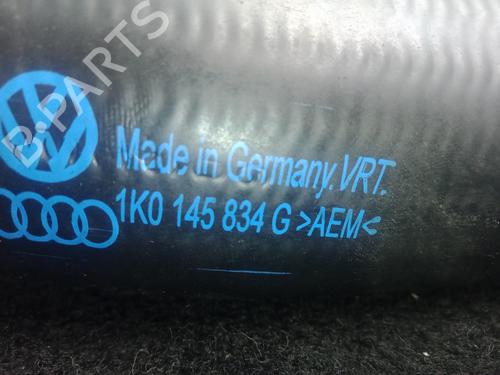 B-PARTS
Made in Germany.VRT.
1K0 145 834 G >AEM<